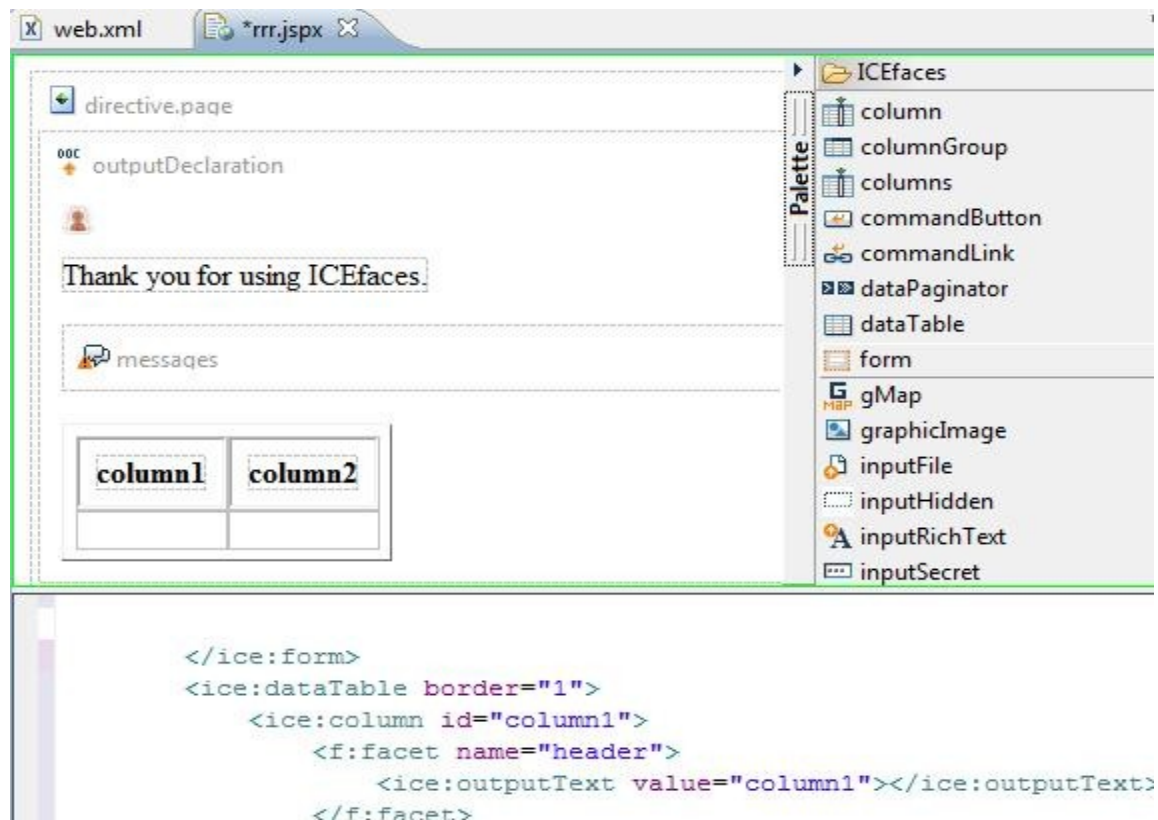 web.xml
*rrr.jspx
directive.page
DOC outputDeclaration
Thank you for using ICEfaces.
messages
column1 column2
Palette
ICEfaces
column
columnGroup
columns
commandButton
commandLink
dataPaginator
dataTable
form
G MAP gMap
graphicImage
inputFile
inputHidden
A inputRichText
inputSecret
</ice:form>
<ice:dataTable border="1">
<ice:column id="column1">
<f:facet name="header">
<ice:outputText value="column1"></ice:outputText>
</f:facet>